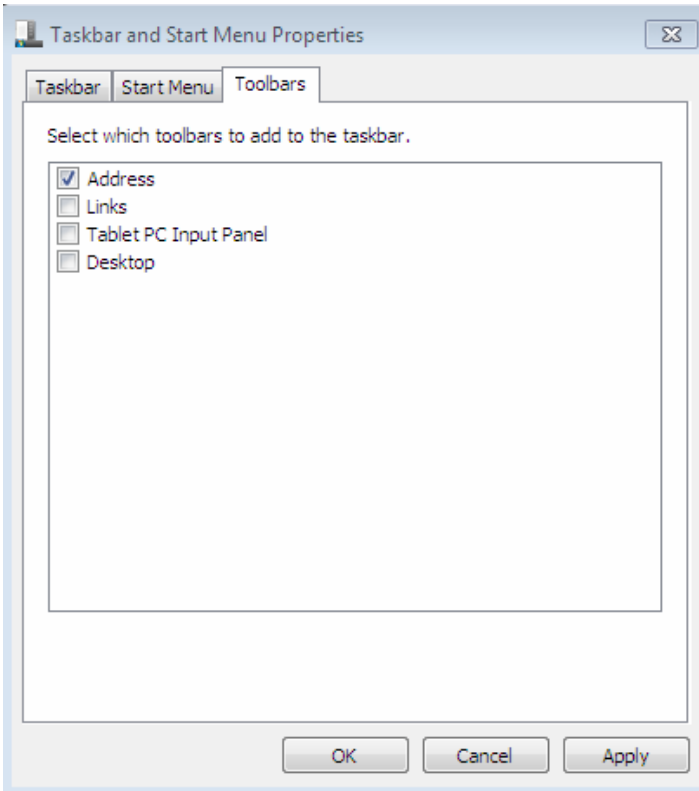 Taskbar and Start Menu Properties
Taskbar Start Menu Toolbars
Select which toolbars to add to the taskbar.
Address
Links
Tablet PC Input Panel
Desktop
OK Cancel Apply